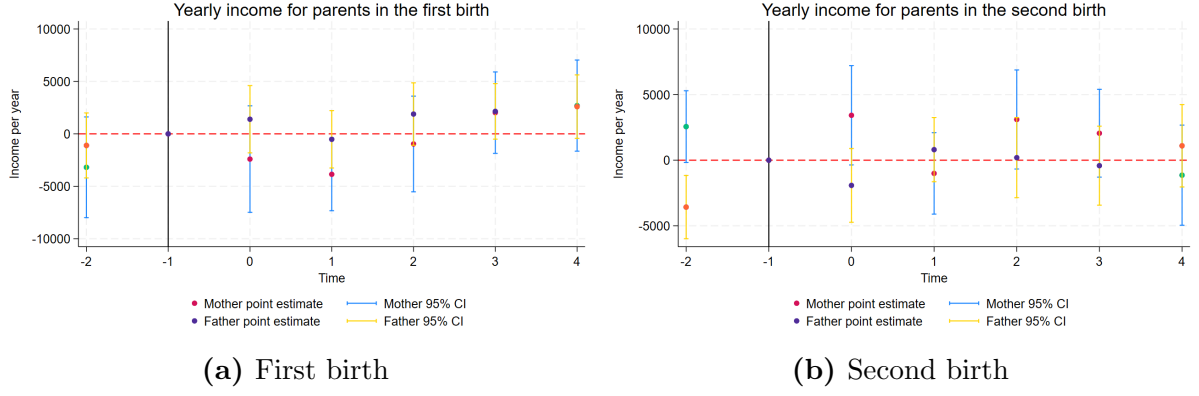 Yearly income for parents in the first birth
10000
5000
0
-5000
-10000
Income per year
-2 -1 0 1 2 3 4
Time
Mother point estimate Mother 95% CI
Father point estimate Father 95% CI
(a) First birth
Yearly income for parents in the second birth
10000
5000
0
-5000
Income per year
-2 -1 0 1 2 3 4
Time
Mother point estimate Mother 95% CI
Father point estimate Father 95% CI
(b) Second birth